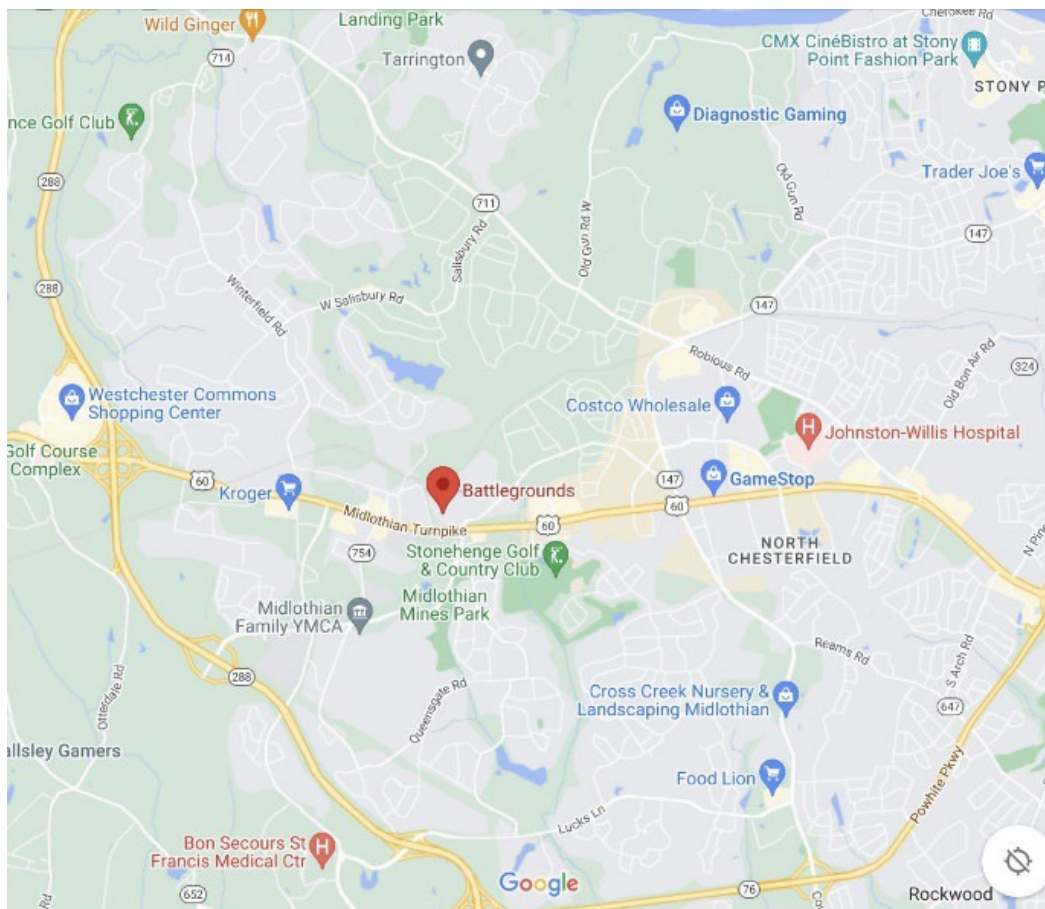 Landing Park
Wild Ginger
Cherokee Rd
CMX CinéBistro at Stony
Point Fashion Park
714
Tarrington
STONY P
Diagnostic Gaming
nce Golf Club
Trader Joe's
288
Old Gun Rd
711
147
Salisbury Rd
Old Gun Rd W
288
Winterfield Rd
W Salisbury Rd
147
Robious Rd
Old Bon Air Rd
324
Westchester Commons
Shopping Center
Costco Wholesale
Johnston-Willis Hospital
Golf Course
Complex
60
Kroger
Battlegrounds
147
GameStop
60
Midlothian Turnpike
60
754
Stonehenge Golf
& Country Club
NORTH
CHESTERFIELD
N Pin
Midlothian
Mines Park
Midlothian
Family YMCA
Reams Rd
S Arch Rd
288
Otterdale Rd
Queensgate Rd
Cross Creek Nursery &
Landscaping Midlothian
647
allsley Gamers
Food Lion
Powhite Pkwy
Lucks Ln
Bon Secours St
Francis Medical Ctr
Google
652
Rd
76
Cou
Rockwood